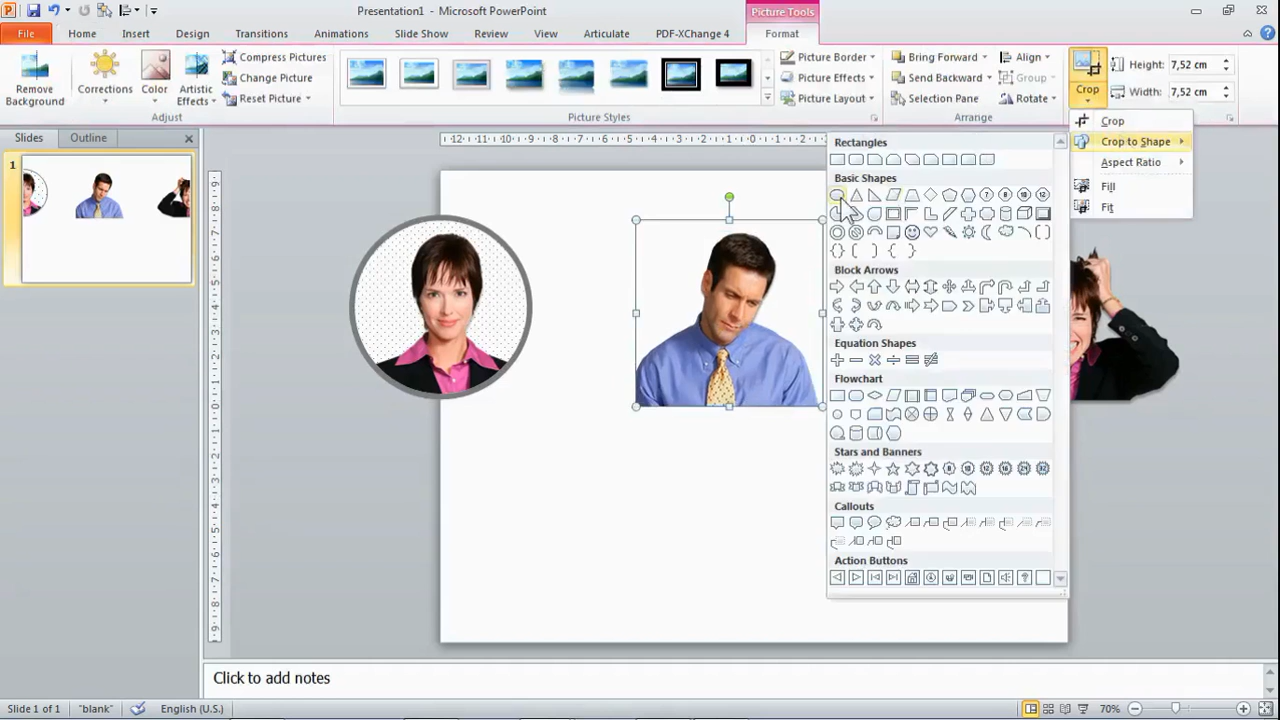 Presentation1 - Microsoft PowerPoint
Picture Tools
File Home Insert Design Transitions Animations Slide Show Review View Articulate PDF-XChange 4 Format
Remove Background
Corrections
Color
Artistic Effects
Compress Pictures
Change Picture
Reset Picture
Adjust
Picture Styles
Picture Border
Picture Effects
Picture Layout
Bring Forward
Send Backward
Selection Pane
Align
Group
Rotate
Arrange
Crop
Height: 7,52 cm
Width: 7,52 cm
Crop
Crop to Shape
Aspect Ratio
Fill
Fit
Slides Outline
1
Rectangles
Basic Shapes
Block Arrows
Equation Shapes
Flowchart
Stars and Banners
Callouts
Action Buttons
Click to add notes
Slide 1 of 1 "blank" English (U.S.) 70%